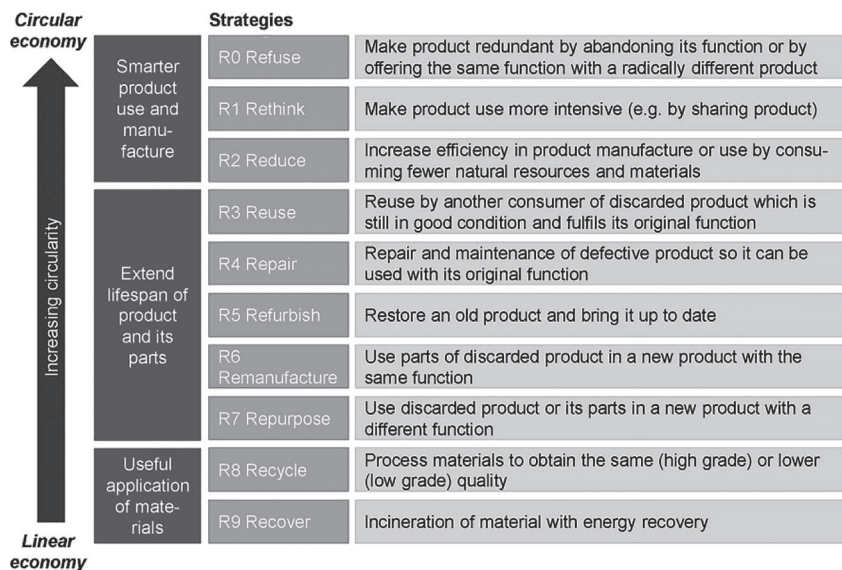 Circular
economy
Strategies
Increasing circularity
Smarter
product
use and
manu-
facture
R0 Refuse
Make product redundant by abandoning its function or by
offering the same function with a radically different product
R1 Rethink
Make product use more intensive (e.g. by sharing product)
R2 Reduce
Increase efficiency in product manufacture or use by consu-
ming fewer natural resources and materials
Extend
lifespan of
product
and its
parts
R3 Reuse
Reuse by another consumer of discarded product which is
still in good condition and fulfils its original function
R4 Repair
Repair and maintenance of defective product so it can be
used with its original function
R5 Refurbish
Restore an old product and bring it up to date
R6
Remanufacture
Use parts of discarded product in a new product with the
same function
R7 Repurpose
Use discarded product or its parts in a new product with a
different function
Useful
application
of mate-
rials
R8 Recycle
Process materials to obtain the same (high grade) or lower
(low grade) quality
R9 Recover
Incineration of material with energy recovery
Linear
economy